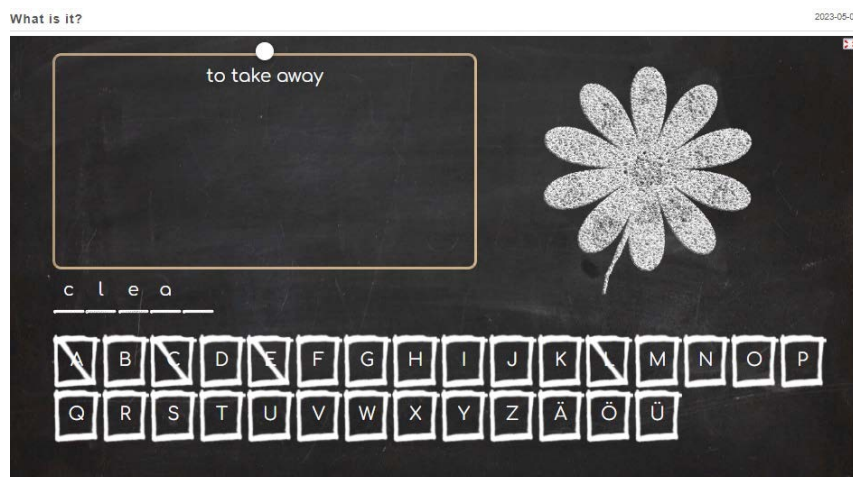 What is it?
2023-05-0
to take away
c l e a
A B C D E F G H I J K L M N O P
Q R S T U V W X Y Z Ä Ö Ü